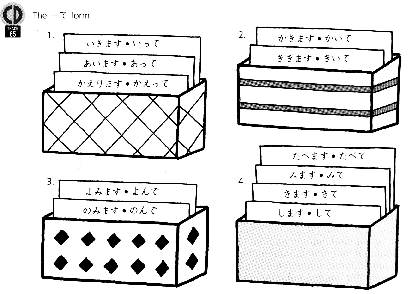 The －て form
1.
いきます・いって
あいます・あって
かえります・かえって
2.
かきます・かいて
ききます・きいて
3.
よみます・よんで
のみます・のんで
4.
たべます・たべて
みます・みて
きます・きて
します・して